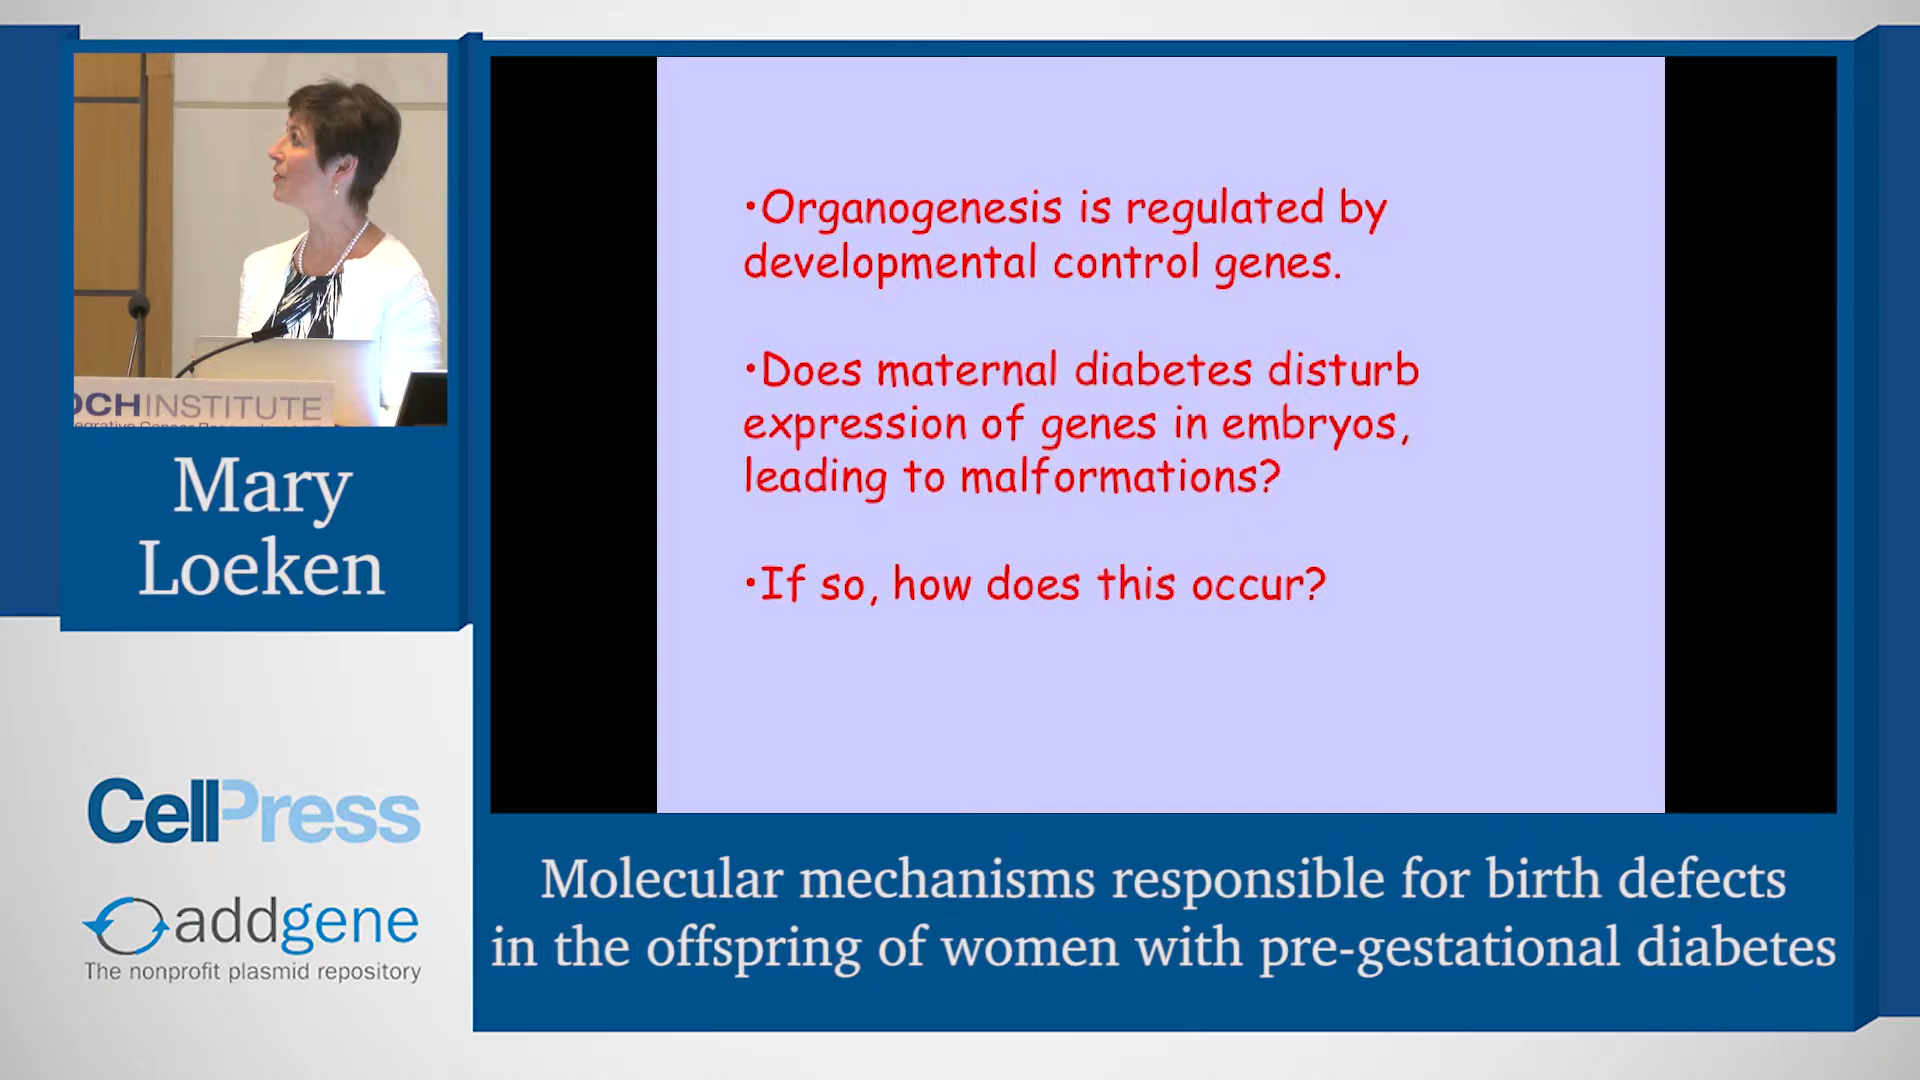 OCHINSTITUTE
Mary
Loeken
CellPress
addgene
The nonprofit plasmid repository
•Organogenesis is regulated by
developmental control genes.
•Does maternal diabetes disturb
expression of genes in embryos,
leading to malformations?
•If so, how does this occur?
Molecular mechanisms responsible for birth defects
in the offspring of women with pre-gestational diabetes